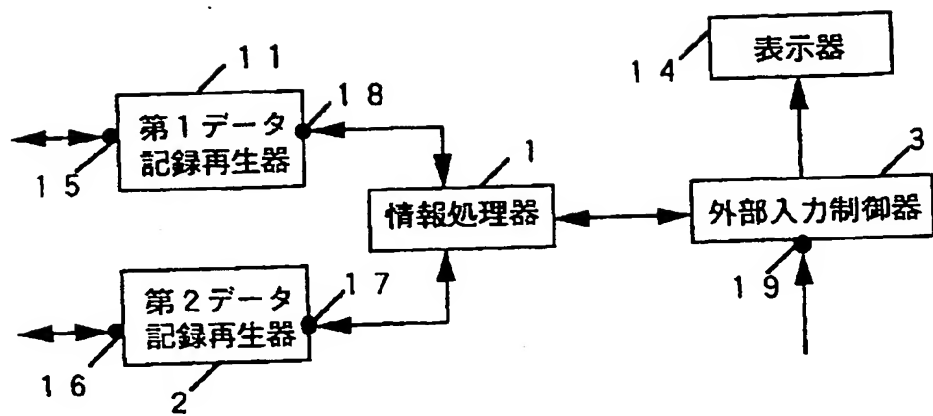 11
第1データ
記録再生器
18
15
14
表示器
1
情報処理器
3
外部入力制御器
19
第2データ
記録再生器
17
16
2